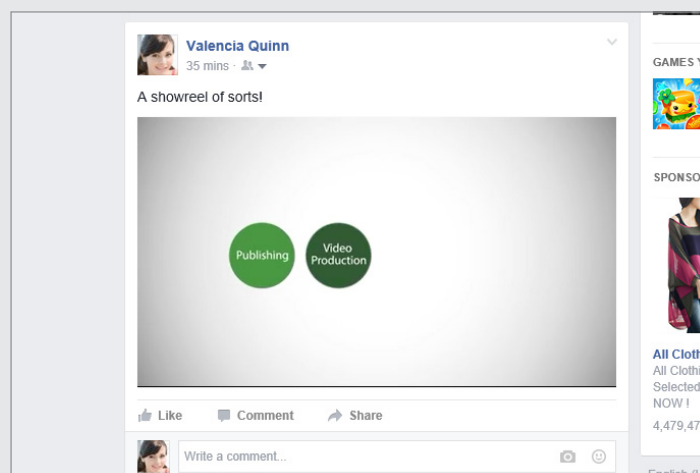 Valencia Quinn
35 mins ·
A showreel of sorts!
Publishing
Video
Production
Like Comment Share
Write a comment...
GAMES
SPONSO
All Cloth
All Clothi
Selected
NOW !
4,479,47
English